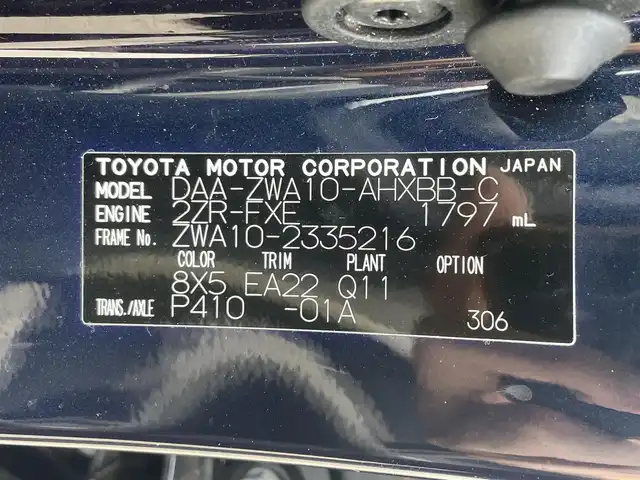 TOYOTA MOTOR CORPORATION JAPAN
MODEL DAA-ZWA10-AHXBB-C
ENGINE 2ZR-FXE 1797 mL
FRAME No. ZWA10-2335216
COLOR TRIM PLANT OPTION
8X5 EA22 Q11
TRANS./AXLE P410 -01A 306